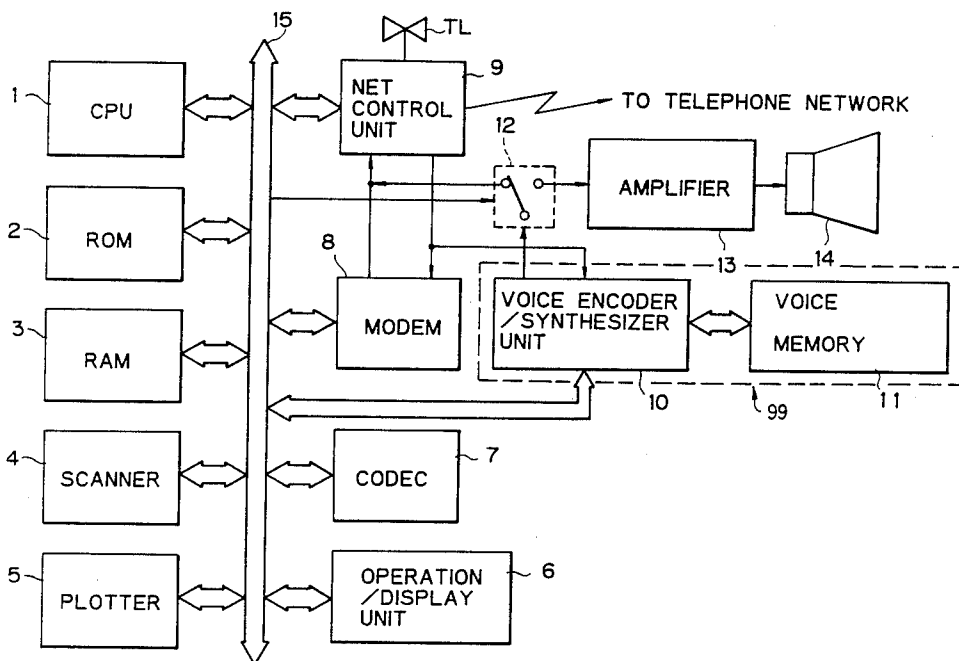 15
TL
9
1
CPU
NET
CONTROL
UNIT
TO TELEPHONE NETWORK
12
AMPLIFIER
2
ROM
8
13
14
MODEM
VOICE ENCODER
/SYNTHESIZER
UNIT
VOICE
MEMORY
3
RAM
10
99
11
4
SCANNER
7
CODEC
5
PLOTTER
6
OPERATION
/DISPLAY
UNIT